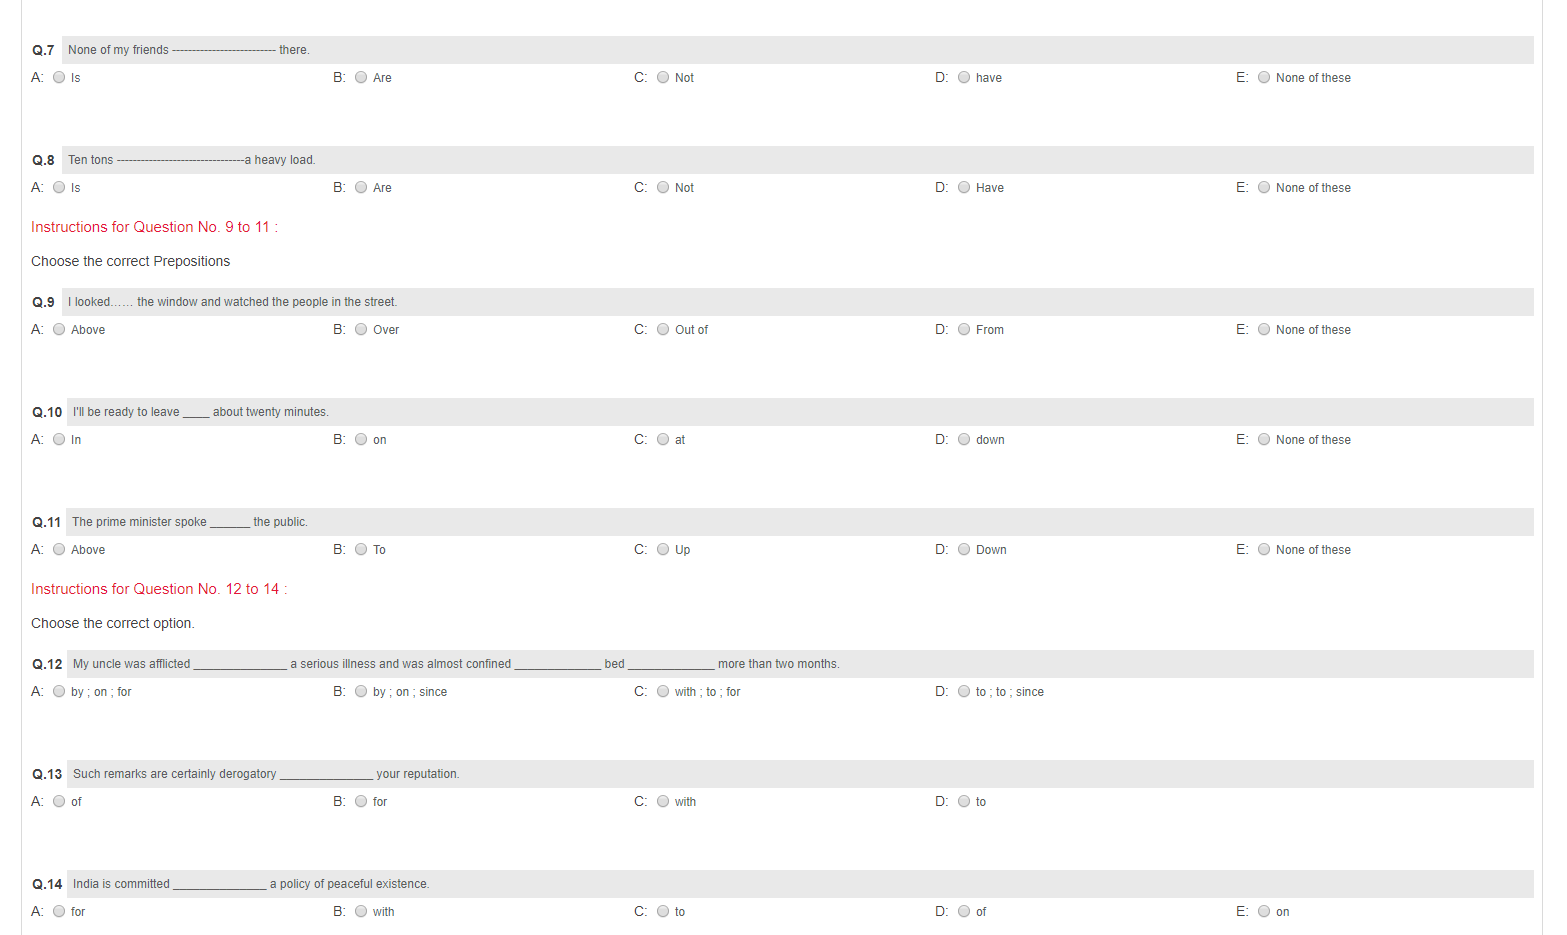 Q.7 None of my friends -------------------------- there.
A: Is B: Are C: Not D: have E: None of these
Q.8 Ten tons --------------------------------a heavy load.
A: Is B: Are C: Not D: Have E: None of these
Instructions for Question No. 9 to 11 :
Choose the correct Prepositions
Q.9 I looked…… the window and watched the people in the street.
A: Above B: Over C: Out of D: From E: None of these
Q.10 I'll be ready to leave ____ about twenty minutes.
A: In B: on C: at D: down E: None of these
Q.11 The prime minister spoke ______ the public.
A: Above B: To C: Up D: Down E: None of these
Instructions for Question No. 12 to 14 :
Choose the correct option.
Q.12 My uncle was afflicted ______________ a serious illness and was almost confined _____________ bed _____________ more than two months.
A: by ; on ; for B: by ; on ; since C: with ; to ; for D: to ; to ; since
Q.13 Such remarks are certainly derogatory ______________ your reputation.
A: of B: for C: with D: to
Q.14 India is committed ______________ a policy of peaceful existence.
A: for B: with C: to D: of E: on